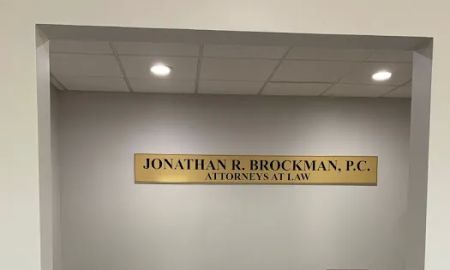 JONATHAN R. BROCKMAN, P.C.
ATTORNEYS AT LAW